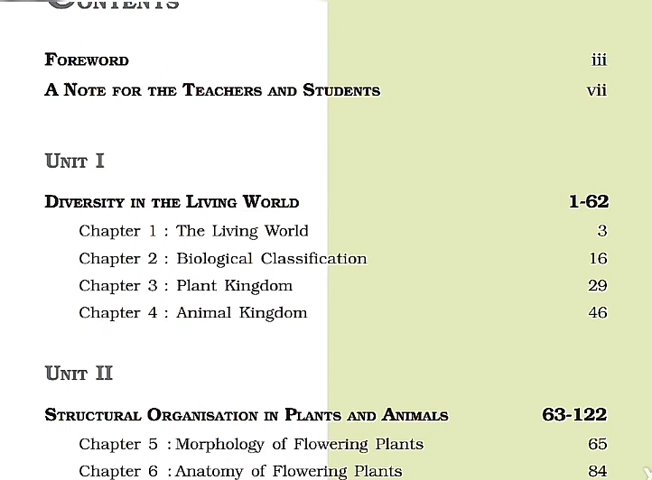 CONTENTS
FOREWORD iii
A NOTE FOR THE TEACHERS AND STUDENTS vii
UNIT I
DIVERSITY IN THE LIVING WORLD 1-62
Chapter 1 : The Living World 3
Chapter 2 : Biological Classification 16
Chapter 3 : Plant Kingdom 29
Chapter 4 : Animal Kingdom 46
UNIT II
STRUCTURAL ORGANISATION IN PLANTS AND ANIMALS 63-122
Chapter 5 : Morphology of Flowering Plants 65
Chapter 6 : Anatomy of Flowering Plants 84